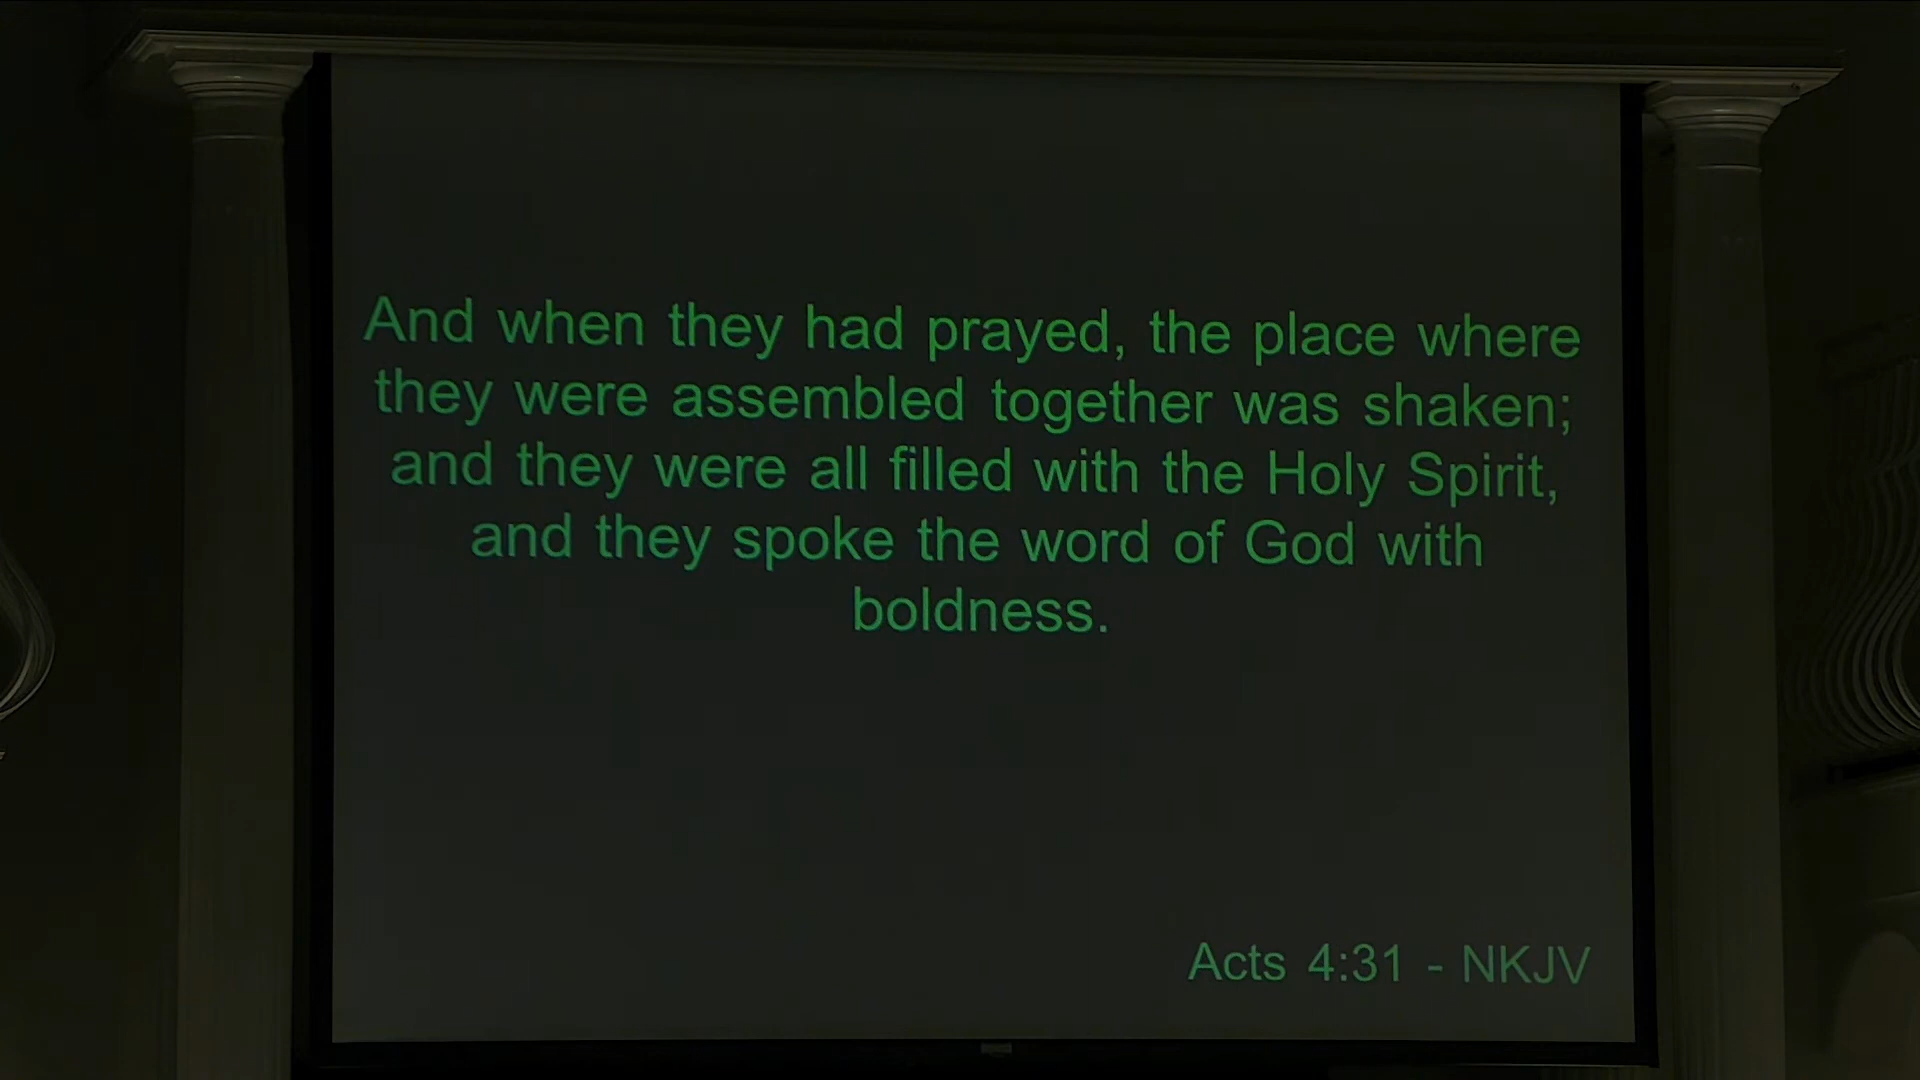 And when they had prayed, the place where
they were assembled together was shaken;
and they were all filled with the Holy Spirit,
and they spoke the word of God with
boldness.
Acts 4:31 - NKJV